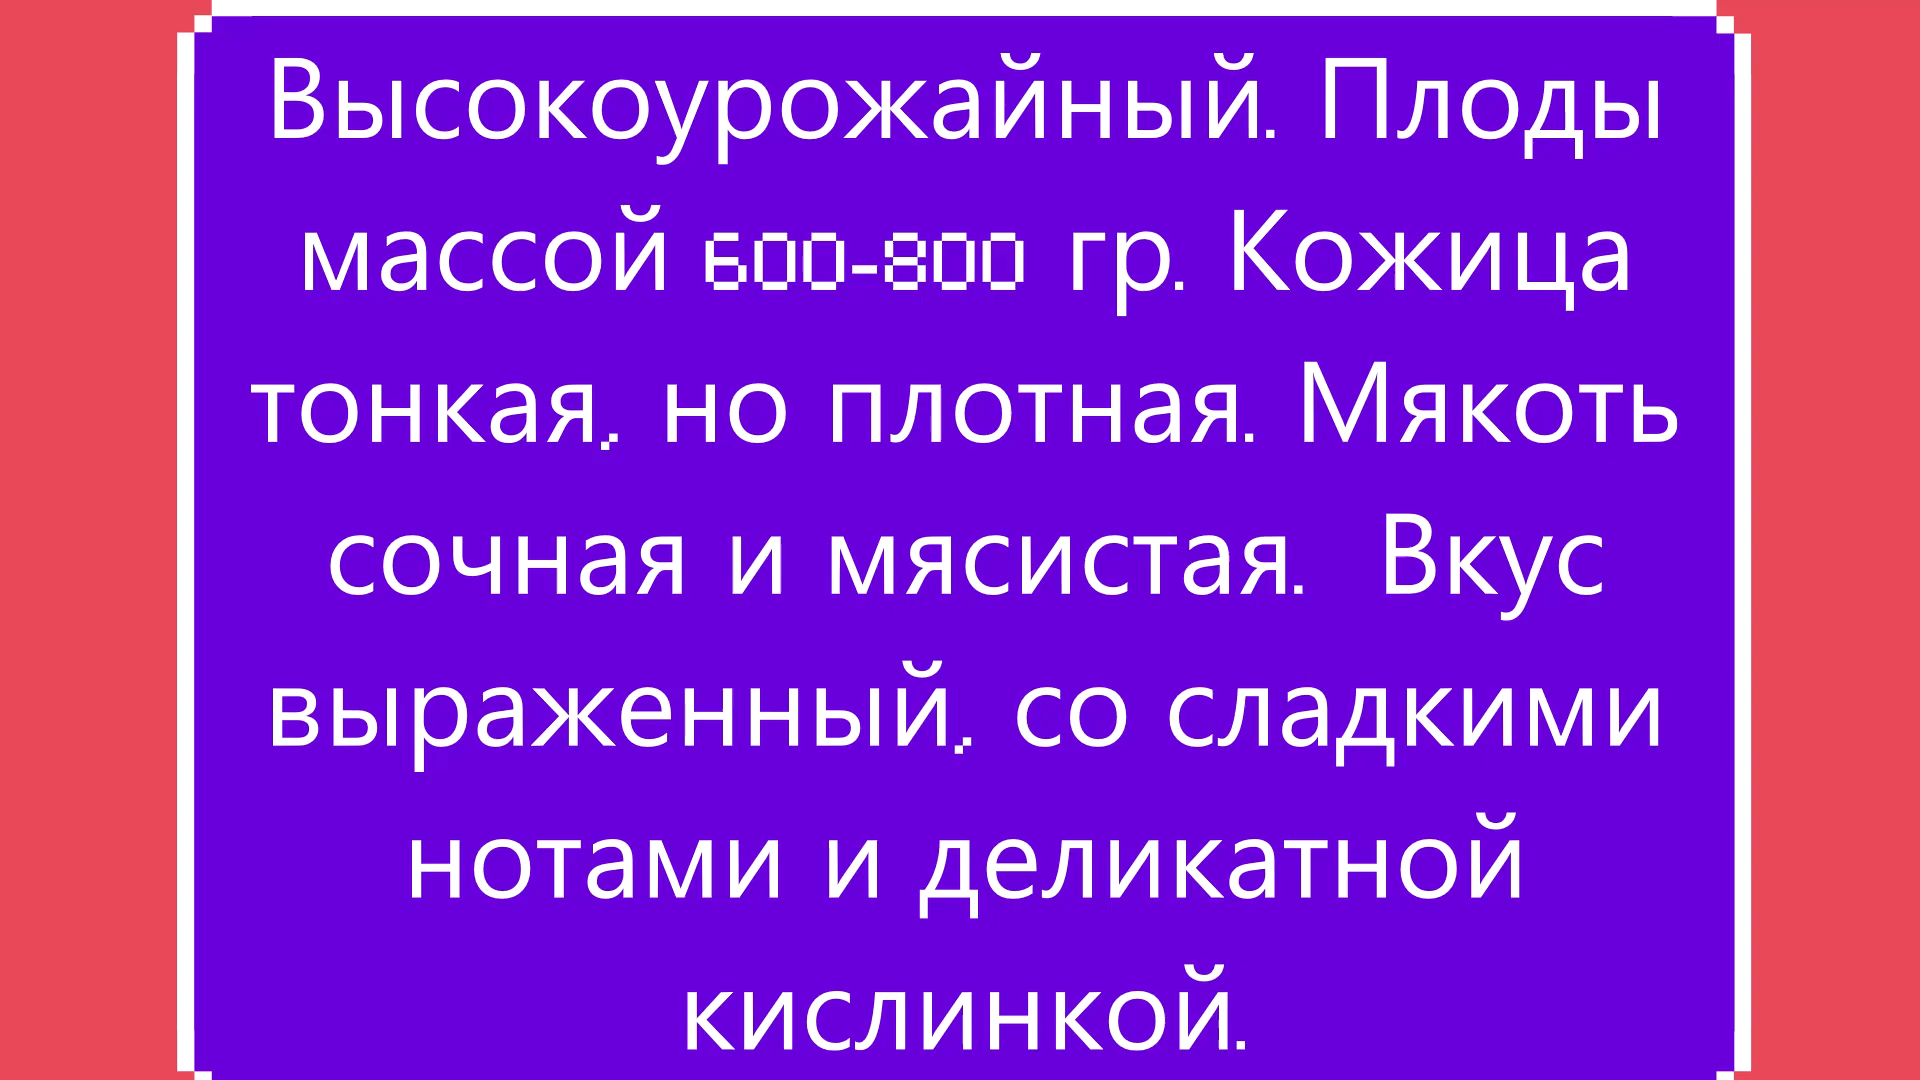 Высокоурожайный. Плоды
массой 600-800 гр. Кожица
тонкая, но плотная. Мякоть
сочная и мясистая.  Вкус
выраженный, со сладкими
нотами и деликатной
кислинкой.